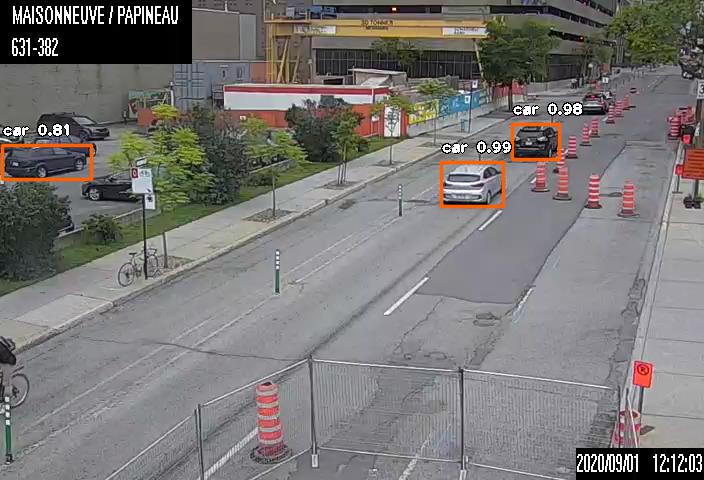 MAISONNEUVE / PAPINEAU
631-382
car 0.81
car 0.98
car 0.99
2020/09/01 12:12:03